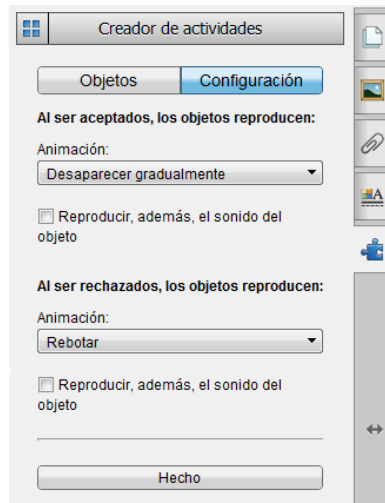 Creador de actividades
Objetos Configuración
Al ser aceptados, los objetos reproducen:
Animación:
Desaparecer gradualmente
Reproducir, además, el sonido del
objeto
Al ser rechazados, los objetos reproducen:
Animación:
Rebotar
Reproducir, además, el sonido del
objeto
Hecho